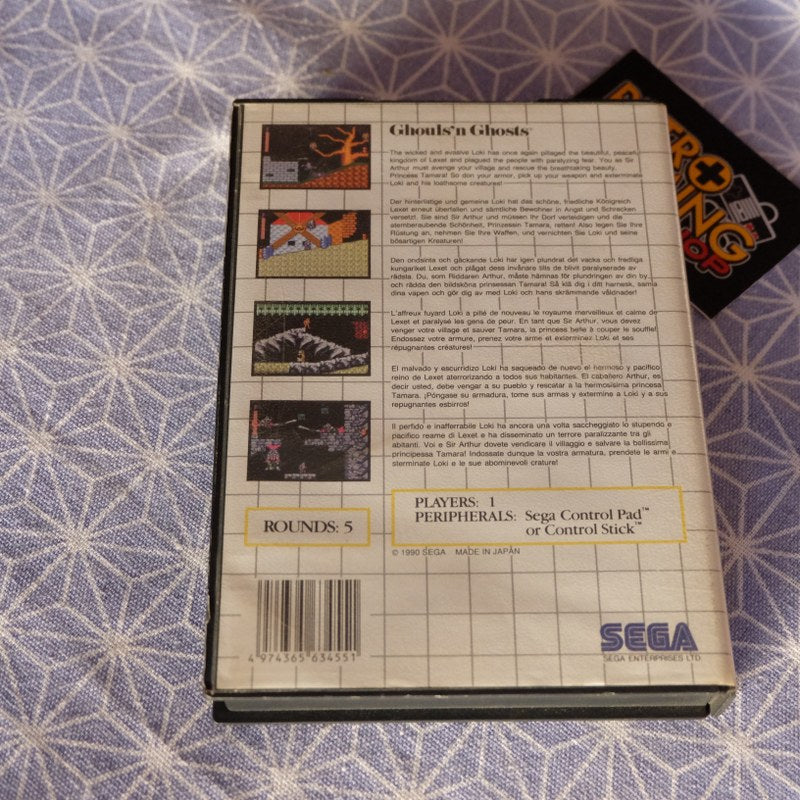 Ghouls'n Ghosts
The wicked and evasive Loki has once again pillaged the beautiful, peaceful
kingdom of Lexet and plagued the people with paralyzing fear. You as Sir
Arthur must avenge your village and rescue the breathtaking beauty,
Princess Tamara! So don your armor, pick up your weapon and exterminate
Loki and his loathsome creatures!
Der hinterlistige und gemeine Loki hat das schöne, friedliche Königreich
Lexet erneut überfallen und sämtliche Bewohner in Angst und Schrecken
versetzt. Sie sind Sir Arthur und müssen Ihr Dorf verteidigen und die
atemberaubende Schönheit, Prinzessin Tamara, retten! Also legen Sie Ihre
Rüstung an, nehmen Sie Ihre Waffen, und vernichten Sie Loki und seine
bösartigen Kreaturen!
Den ondsinta och gäckande Loki har igen plundrat det vackra och fredliga
kungariket Lexet och plågat dess invånare tills de blivit paralyserade av
rädsla. Du, som Riddaren Arthur, måste hämnas för plundringen av din by
och rädda den bildsköna prinsessan Tamara! Så klä dig i ditt harnesk, samla
dina vapen och gör dig av med Loki och hans skrämmande våldnader!
L'affreux fuyard Loki a pillé de nouveau le royaume merveilleux et calme de
Lexet et paralysé les gens de peur. En tant que Sir Arthur, vous devez
venger votre village et sauver Tamara, la princesse belle à couper le souffle!
Endossez votre armure, prenez votre arme et exterminez Loki et ses
répugnantes créatures!
El malvado y escurridizo Loki ha saqueado de nuevo el hermoso y pacífico
reino de Lexet aterrorizando a todos sus habitantes. El caballero Arthur, es
decir usted, debe vengar a su pueblo y rescatar a la hermosísima princesa
Tamara. ¡Póngase su armadura, tome sus armas y extermine a Loki y a sus
repugnantes esbirros!
Il perfido e inafferrabile Loki ha ancora una volta saccheggiato lo stupendo e
pacifico reame di Lexet e ha disseminato un terrore paralizzante tra gli
abitanti. Voi e Sir Arthur dovete vendicare il villaggio e salvare la bellissima
principessa Tamara! Indossate dunque la vostra armatura, prendete le armi e
sterminate Loki e le sue abominevoli crature!
ROUNDS: 5
PLAYERS: 1
PERIPHERALS: Sega Control Pad™
or Control Stick™
© 1990 SEGA MADE IN JAPAN
4 974365 634551
SEGA
SEGA ENTERPRISES LTD.